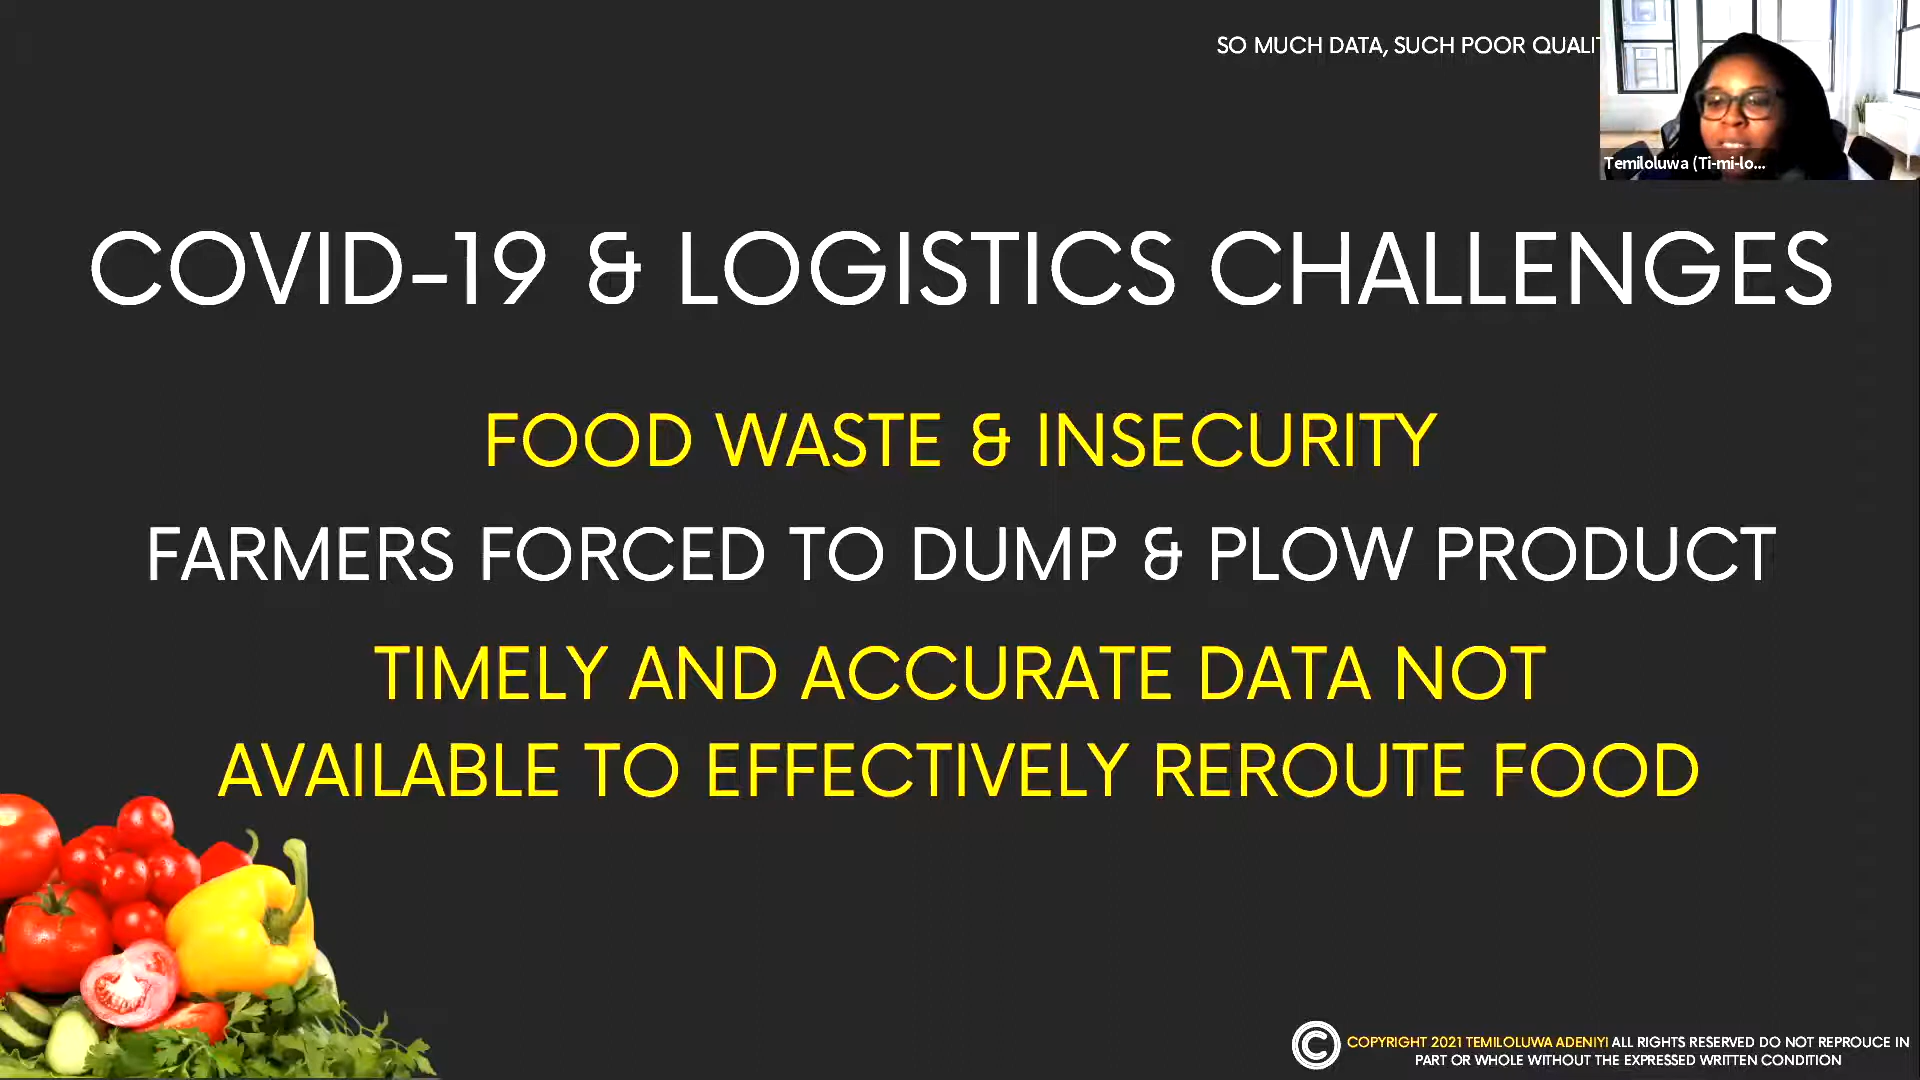 SO MUCH DATA, SUCH POOR
Temiloluwa (Ti-mi-lo...
COVID-19 & LOGISTICS CHALLENGES
FOOD WASTE & INSECURITY
FARMERS FORCED TO DUMP & PLOW PRODUCT
TIMELY AND ACCURATE DATA NOT
AVAILABLE TO EFFECTIVELY REROUTE FOOD
© COPYRIGHT 2021 TEMILOLUWA ADENIYI ALL RIGHTS RESERVED DO NOT REPROUCE IN
PART OR WHOLE WITHOUT THE EXPRESSED WRITTEN CONDITION